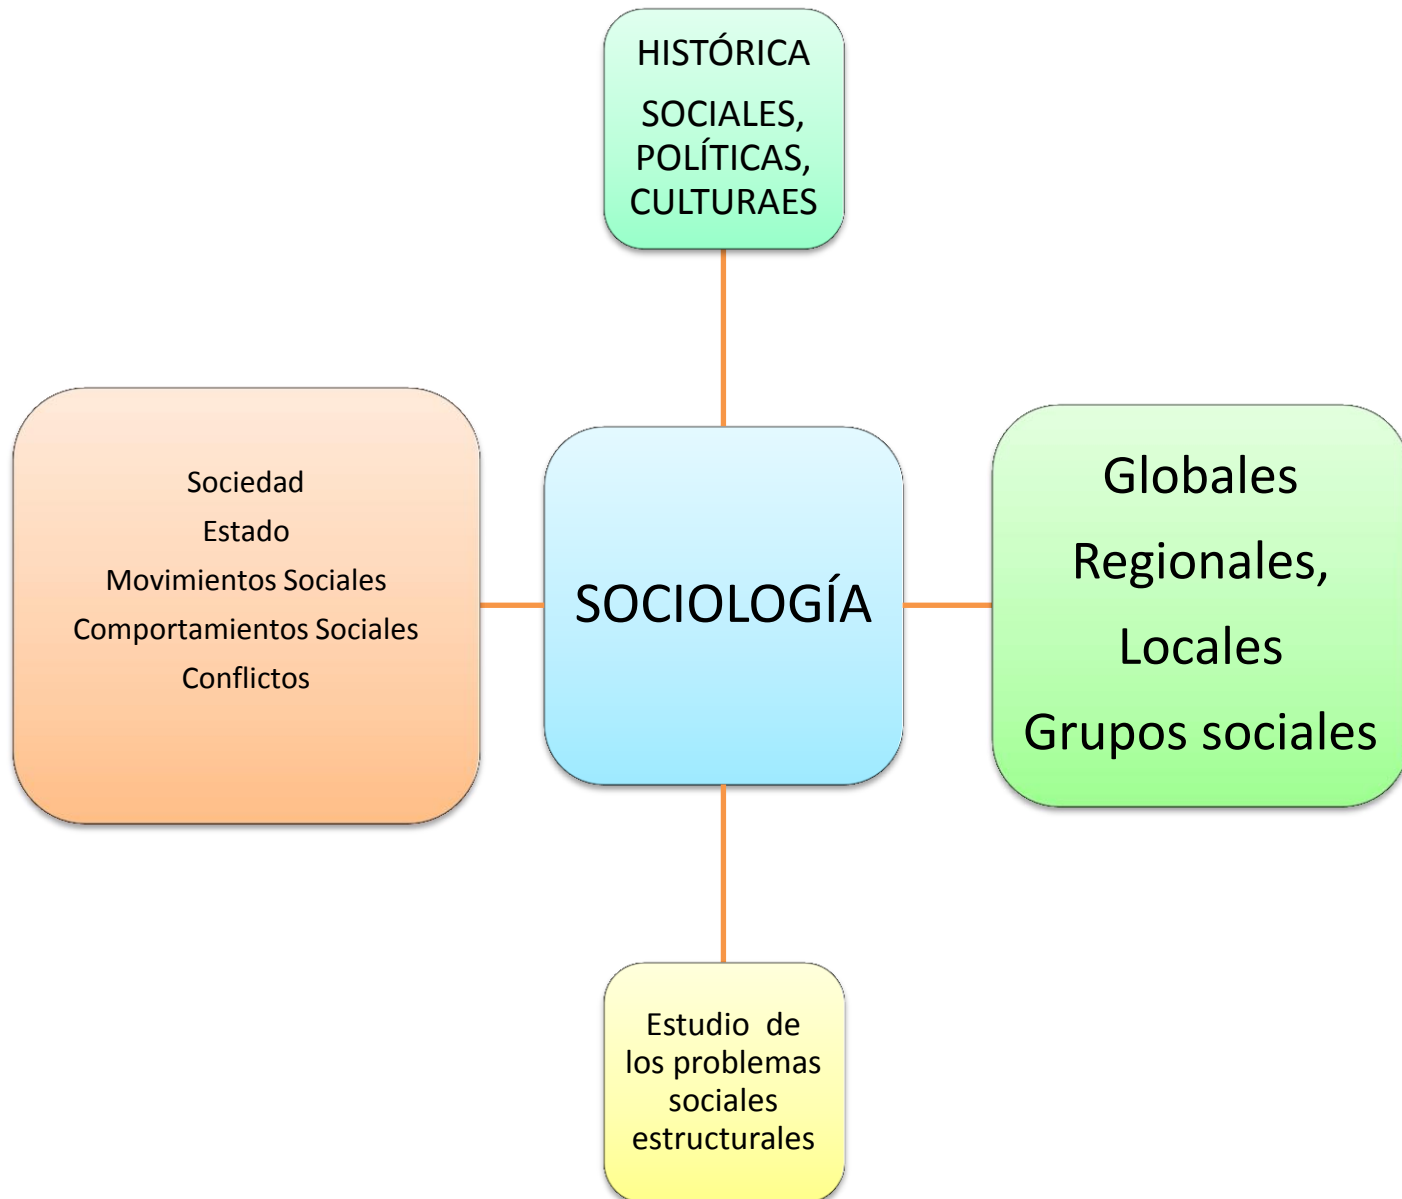 HISTÓRICA
SOCIALES,
POLÍTICAS,
CULTURAES
Sociedad
Estado
Movimientos Sociales
Comportamientos Sociales
Conflictos
SOCIOLOGÍA
Globales
Regionales,
Locales
Grupos sociales
Estudio de
los problemas
sociales
estructurales